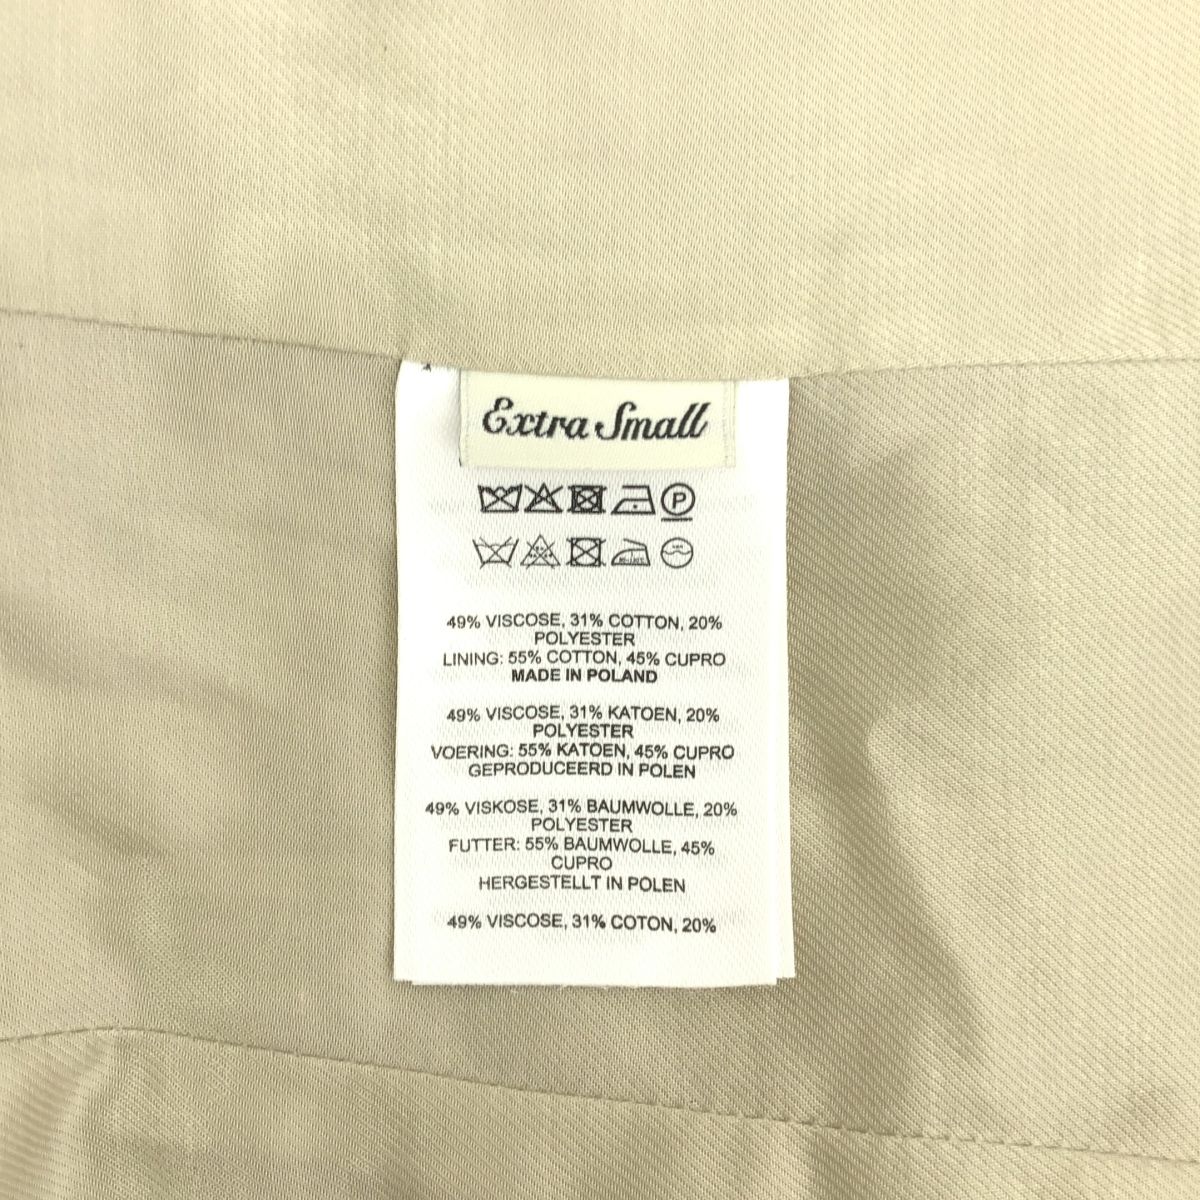 Extra Small
P
49% VISCOSE, 31% COTTON, 20%
POLYESTER
LINING: 55% COTTON, 45% CUPRO
MADE IN POLAND
49% VISCOSE, 31% KATOEN, 20%
POLYESTER
VOERING: 55% KATOEN, 45% CUPRO
GEPRODUCEERD IN POLEN
49% VISKOSE, 31% BAUMWOLLE, 20%
POLYESTER
FUTTER: 55% BAUMWOLLE, 45%
CUPRO
HERGESTELLT IN POLEN
49% VISCOSE, 31% COTON, 20%